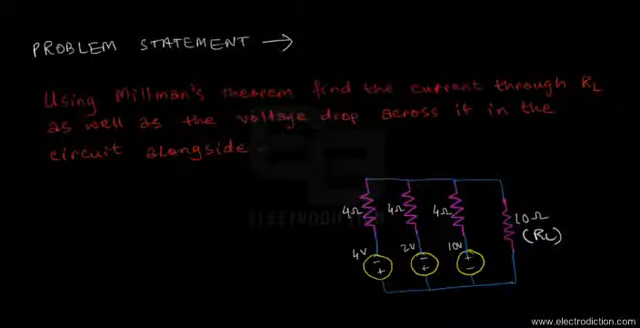 PROBLEM STATEMENT →
Using Millman's theorem find the current through RL
as well as the voltage drop across it in the
circuit alongside -
ELECTRODICTION
4Ω 4Ω 4Ω 10Ω
(RL)
4V 2V 10V
- - +
+ + -
www.electrodiction.com